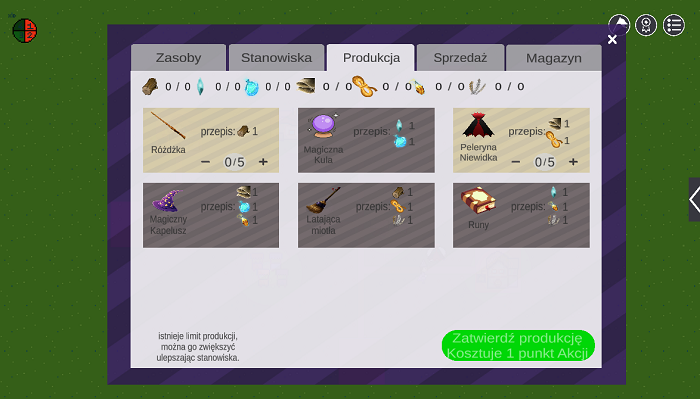 1
2
Zasoby Stanowiska Produkcja Sprzedaż Magazyn
0 / 0 0 / 0 0 / 0 0 / 0 0 / 0 0 / 0 0 / 0
Różdżka
przepis: 1
− 0/5 +
Magiczna
Kula
przepis: 1
1
Peleryna
Niewidka
przepis: 1
1
− 0/5 +
Magiczny
Kapelusz
przepis: 1
1
1
Latająca
miotła
przepis: 1
1
1
Runy
przepis: 1
1
1
istnieje limit produkcji,
można go zwiększyć
ulepszając stanowiska.
Zatwierdź produkcję
Kosztuje 1 punkt Akcji